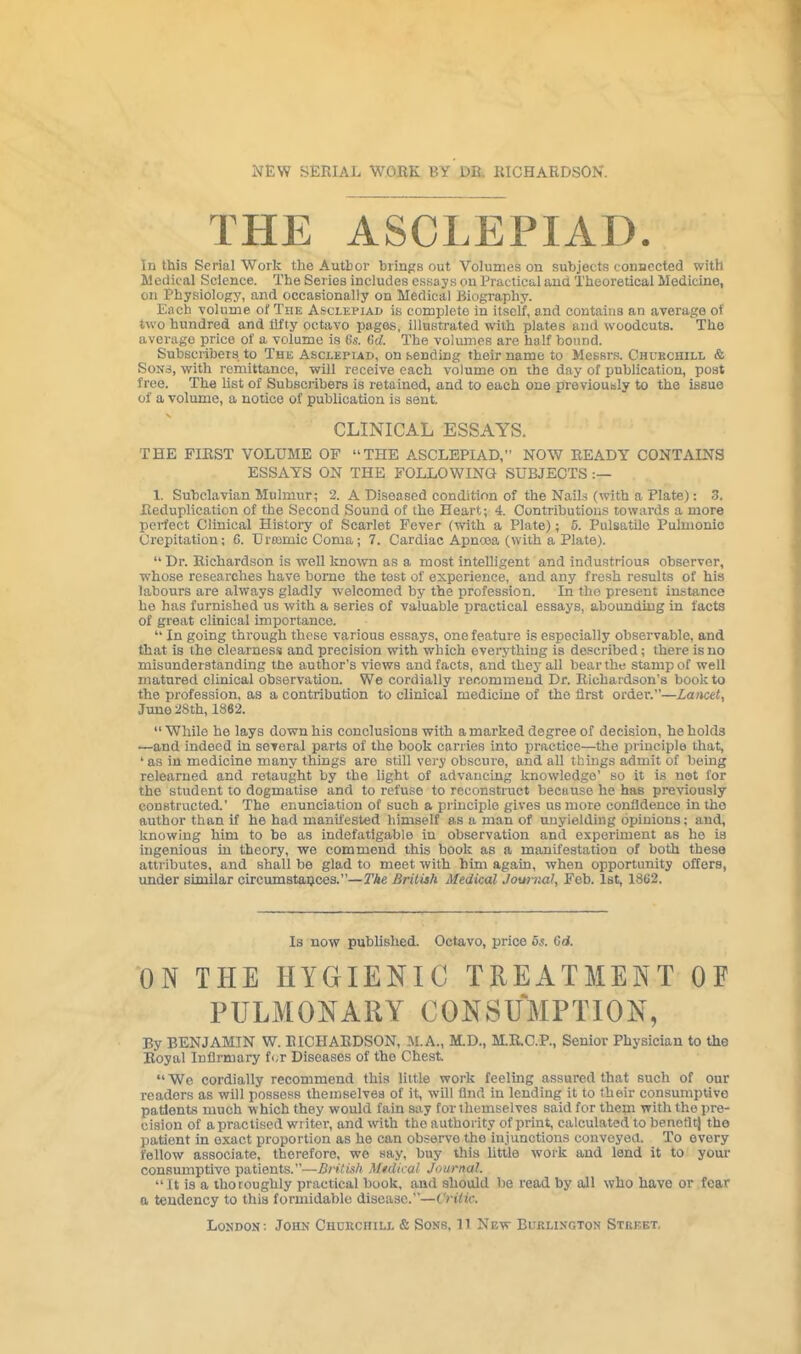 NEW SERIAL WORK BY DR. RICHARDSON.
THE ASCLEPIAD.
In this Serial Work the Author brings out Volumes on subjects connected with
Medical Science. The Series includes essays on Practical and Theoretical Medicine,
on Physiology, and occasionally on Medical Biography.
Each volume of THE ASCLEPIAD is complete in itself, and contains an average of
two hundred and fifty octavo pages, illustrated with plates and woodcuts. The
average price of a volume is 6s. 6d. The volumes are half bound.
Subscribers to THE ASCLEPIAD, on sending their name to Messrs. CHURCHILL &
SONS, with remittance, will receive each volume on the day of publication, post
free. The list of Subscribers is retained, and to each one previously to the issue
of a volume, a notice of publication is sent.
CLINICAL ESSAYS.
THE FIRST VOLUME OF “THE ASCLEPIAD,” NOW READY CONTAINS
ESSAYS ON THE FOLLOWING SUBJECTS:—
1. Subclavian Mulmur; 2. A Diseased condition of the Nails (with a Plate): 3.
Reduplication of the Second Sound of the Heart; 4. Contributions towards a more
perfect Clinical History of Scarlet Fever (with a Plate); 5. Pulsatile Pulmonic
Crepitation; 6. Uræmic Coma; 7. Cardiac Apnœa (with a Plate).
“Dr. Richardson is well known as a most intelligent and industrious observer,
whose researches have borne the test of experience, and any fresh results of his
labours are always gladly welcomed by the profession. In the present instance
he has furnished us with a series of valuable practical essays, abounding in facts
of great clinical importance.
“In going through these various essays, one feature is especially observable, and
that is the clearness and precision with which everything is described; there is no
misunderstanding the author's views and facts, and they all bear the stamp of well
matured clinical observation. We cordially recommend Dr. Richardson's book to
the profession, as a contribution to clinical medicine of the first order.”—Lancet,
June 28th, 1862.
“While he lays down his conclusions with a marked degree of decision, he holds
—and indeed in several parts of the book carries into practice—the principle that,
‘as in medicine many things are still very obscure, and all things admit of being
relearned and retaught by the light of advancing knowledge’ so it is not for
the student to dogmatise and to refuse to reconstruct because he has previously
constructed.’ The enunciation of such a principle gives us more confidence in the
author than if he had manifested himself as a man of unyielding opinions; and,
knowing him to be as indefatigable in observation and experiment as he is
ingenious in theory, we commend this book as a manifestation of both these
attributes, and shall be glad to meet with him again, when opportunity offers,
under similar circumstances.”—The British Medical Journal, Feb. 1st, 1862.
Is now published. Octavo, price 5s. 6d.
ON THE HYGIENIC TREATMENT OF
PULMONARY CONSUMPTION,
By BENJAMIN W. RICHARDSON, M.A., M.D., M.R.C.P., Senior Physician to the
Royal Infirmary for Diseases of the Chest.
“We cordially recommend this little work feeling assured that such of our
readers as will possess themselves of it, will find in lending it to their consumptive
patients much which they would fain say for themselves said for them with the pre-
cision of a practised writer, and with the authority of print, calculated to benefit] the
patient in exact proportion as he can observe the injunctions conveyed. To every
fellow associate, therefore, we say, buy this little work and lend it to your
consumptive patients.”—British Medical Journal.
“It is a thoroughly practical book, and should be read by all who have or fear
a tendency to this formidable disease.”—Critic.
LONDON: JOHN CHURCHILL & SONS, 11 NEW BURLINGTON STREET.